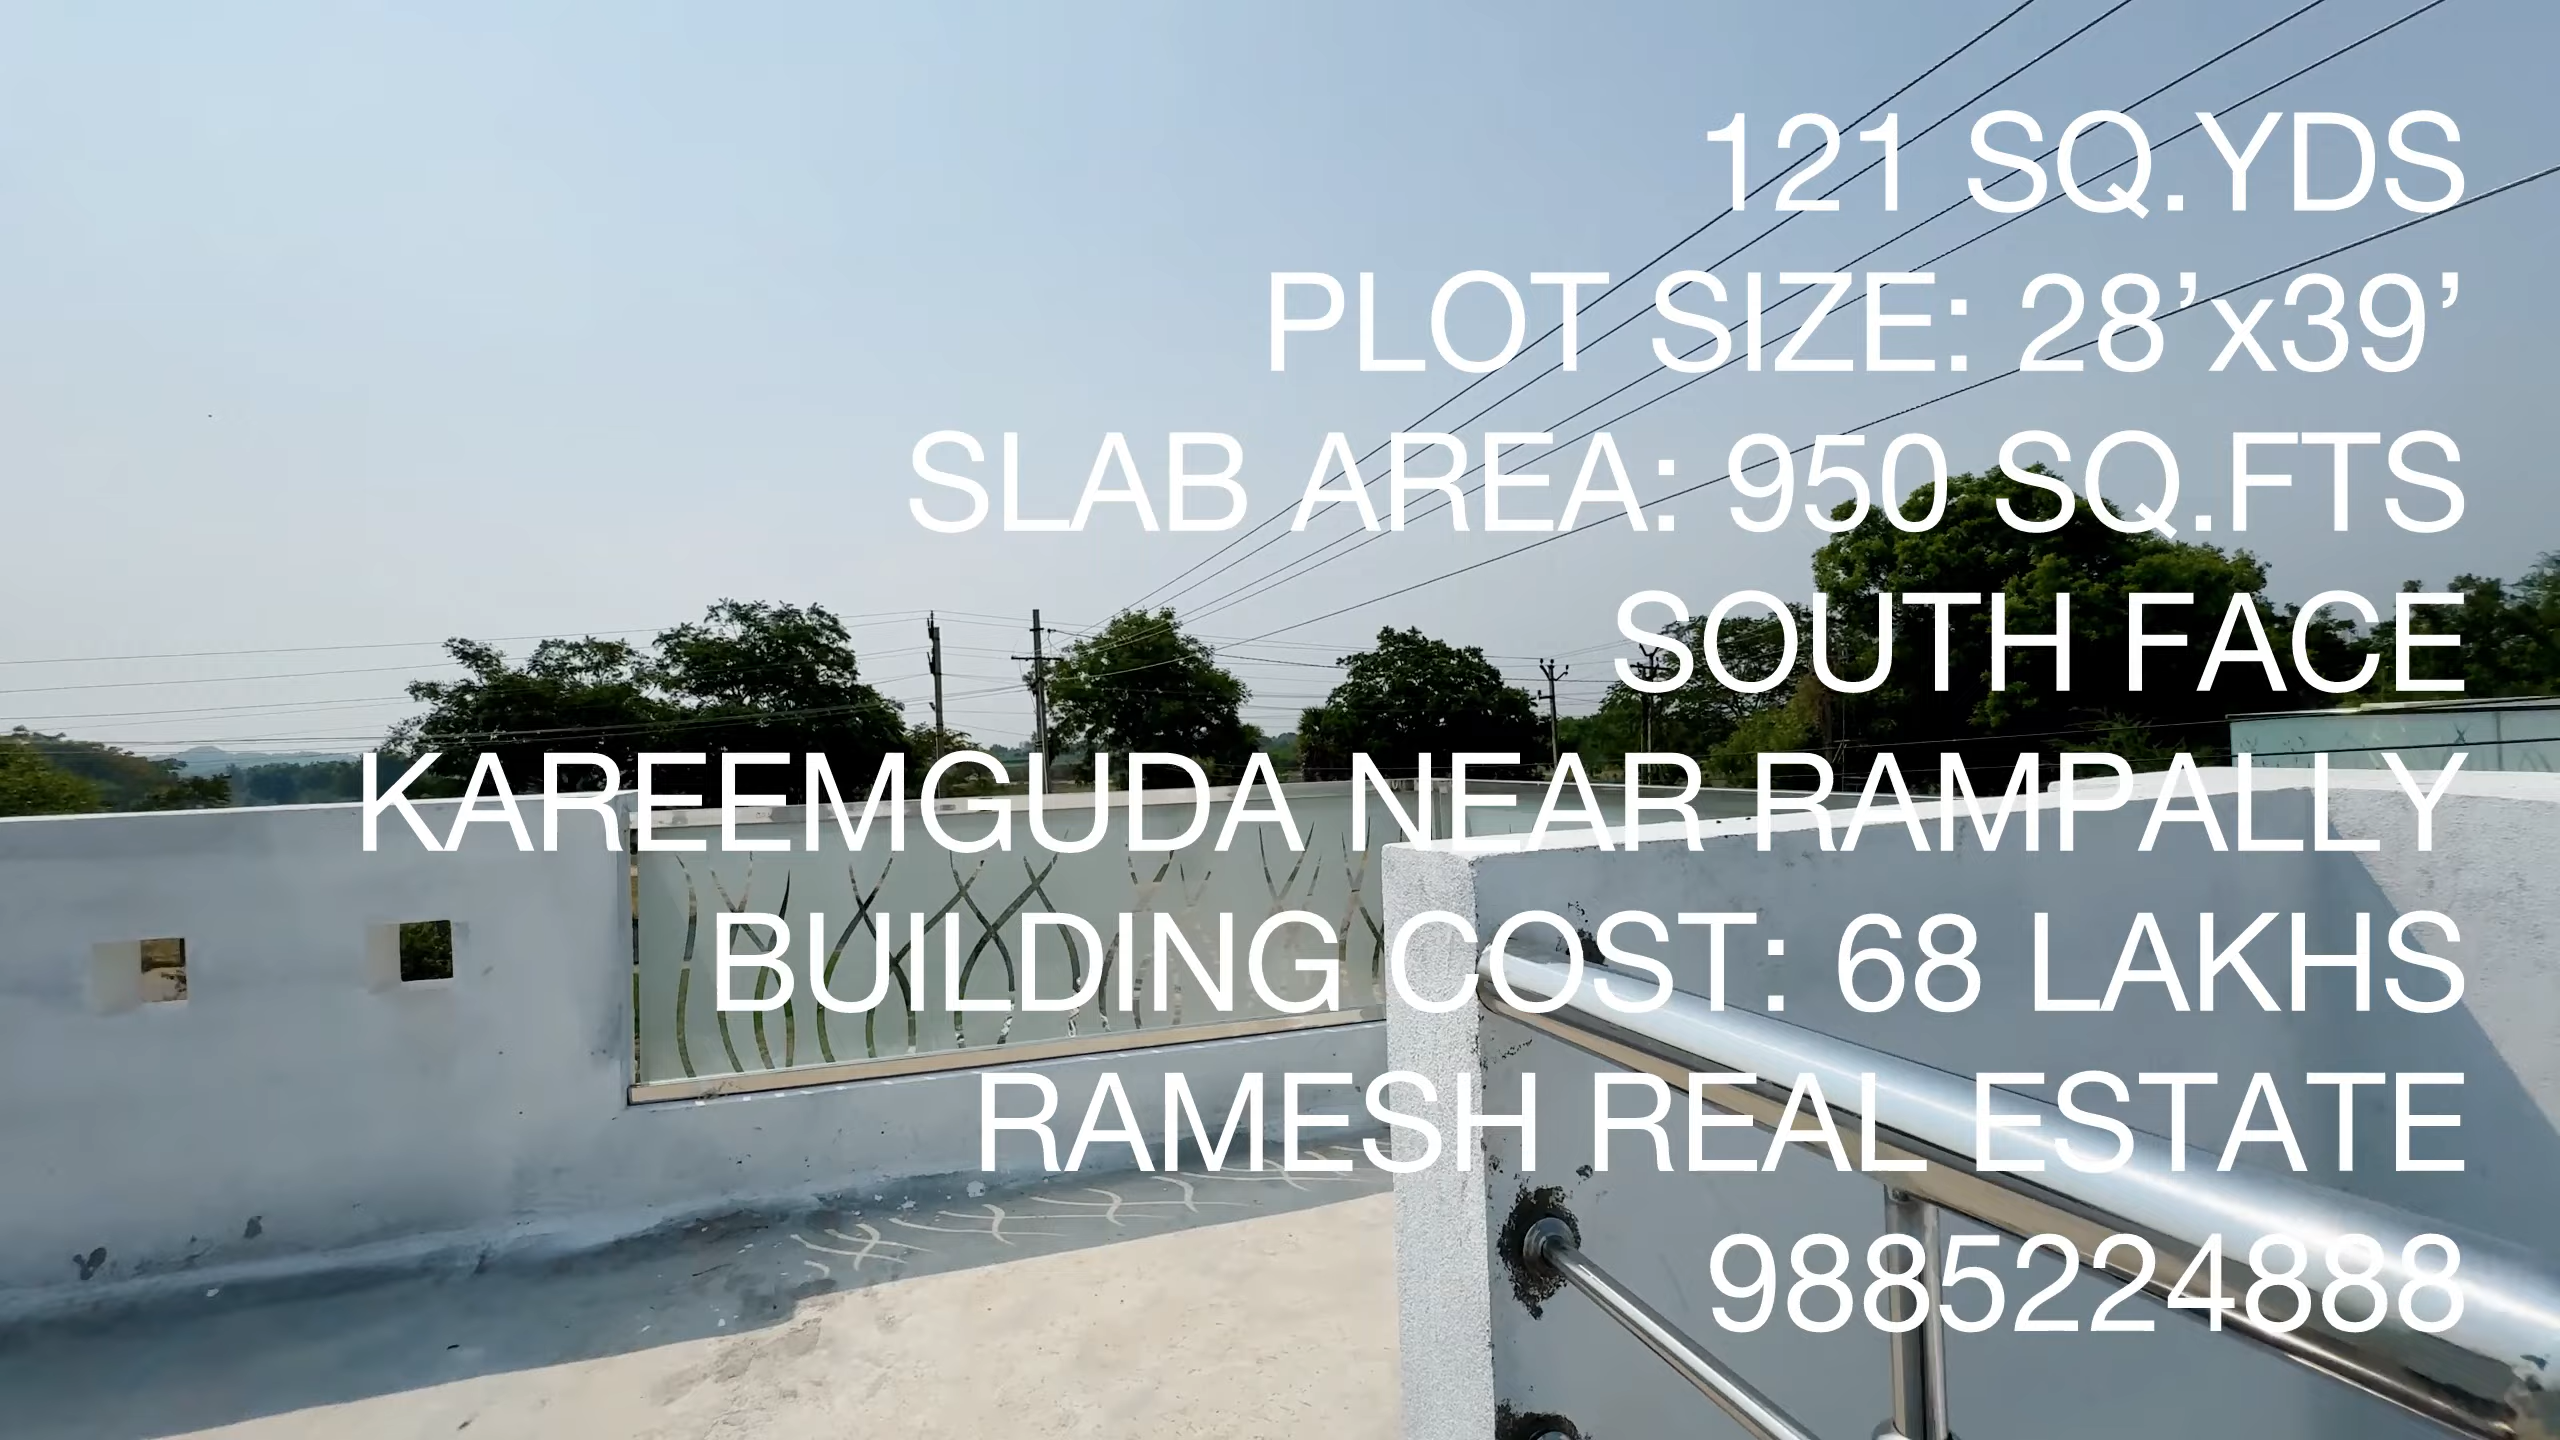 121 SQ.YDS
PLOT SIZE: 28’x39’
SLAB AREA: 950 SQ.FTS
SOUTH FACE
KAREEMGUDA NEAR RAMPALLY
BUILDING COST: 68 LAKHS
RAMESH REAL ESTATE
9885224888